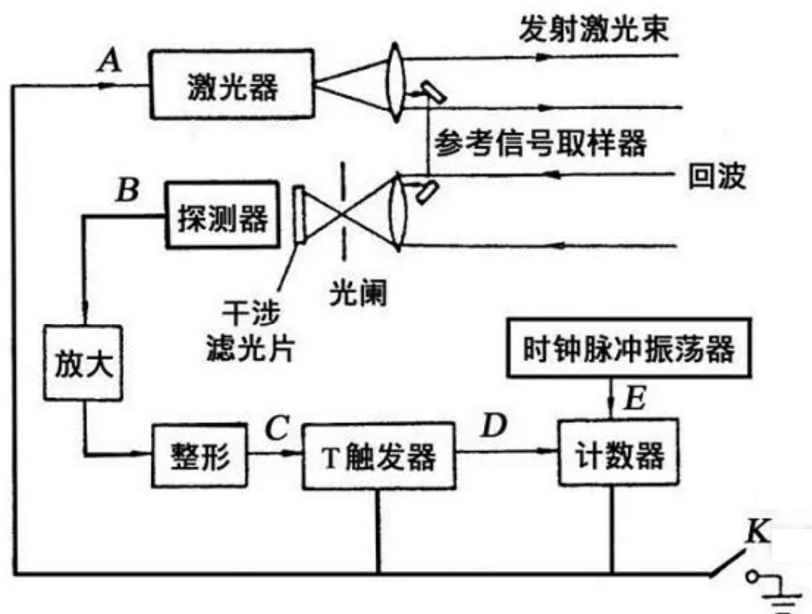 发射激光束
A
激光器
参考信号取样器
回波
B
探测器
光阑
干涉
滤光片
时钟脉冲振荡器
放大
E
整形
C
T触发器
D
计数器
K